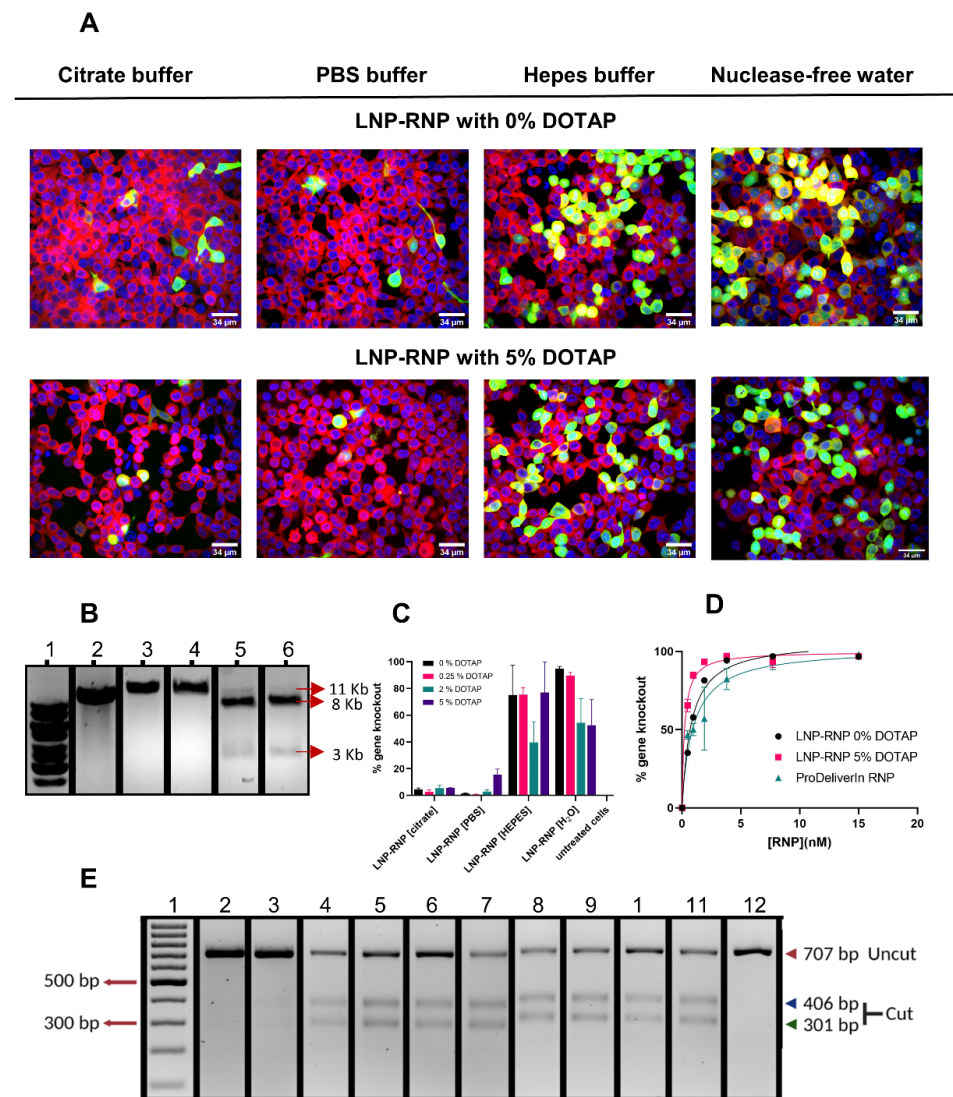 A
Citrate buffer PBS buffer Hepes buffer Nuclease-free water
LNP-RNP with 0% DOTAP
34 µm 34 µm 34 µm 34 µm
LNP-RNP with 5% DOTAP
34 µm 34 µm 34 µm 34 µm
B
1 2 3 4 5 6
11 Kb
8 Kb
3 Kb
C
% gene knockout
100
80
60
40
20
0
0 % DOTAP
0.25 % DOTAP
2 % DOTAP
5 % DOTAP
LNP-RNP [citrate]
LNP-RNP [PBS]
LNP-RNP [HEPES]
LNP-RNP [H₂O]
untreated cells
D
% gene knockout
100
50
0
LNP-RNP 0% DOTAP
LNP-RNP 5% DOTAP
ProDeliverIn RNP
0 5 10 15 20
[RNP](nM)
E
1 2 3 4 5 6 7 8 9 1 11 12
500 bp
300 bp
707 bp Uncut
406 bp
Cut
301 bp